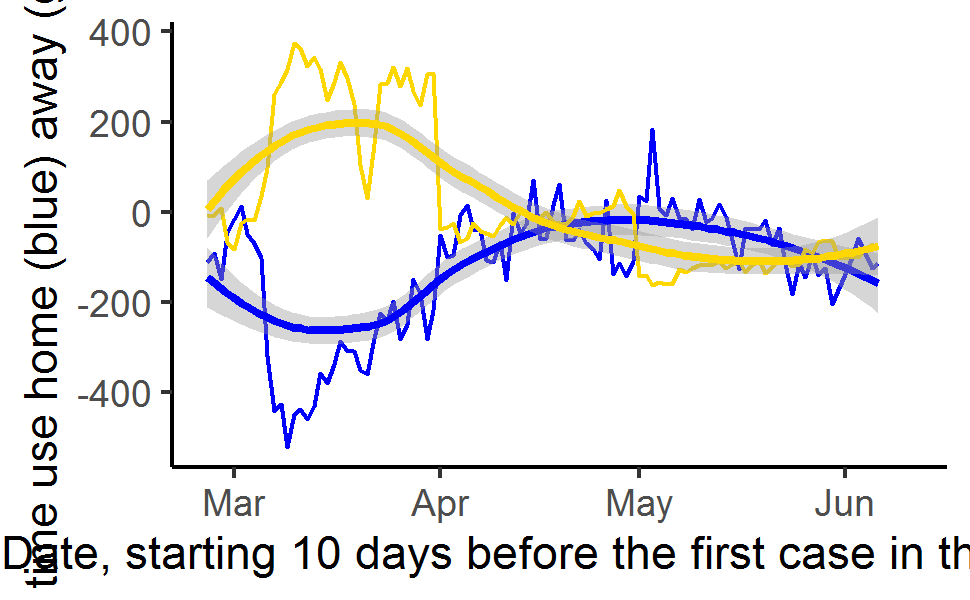 time use home (blue) away (
400
200
0
-200
-400
Mar Apr May Jun
Date, starting 10 days before the first case in th